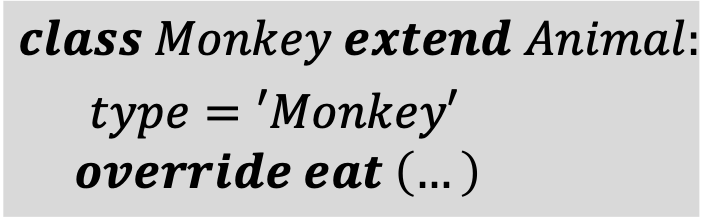 class Monkey extend Animal:
type = 'Monkey'
override eat (... )